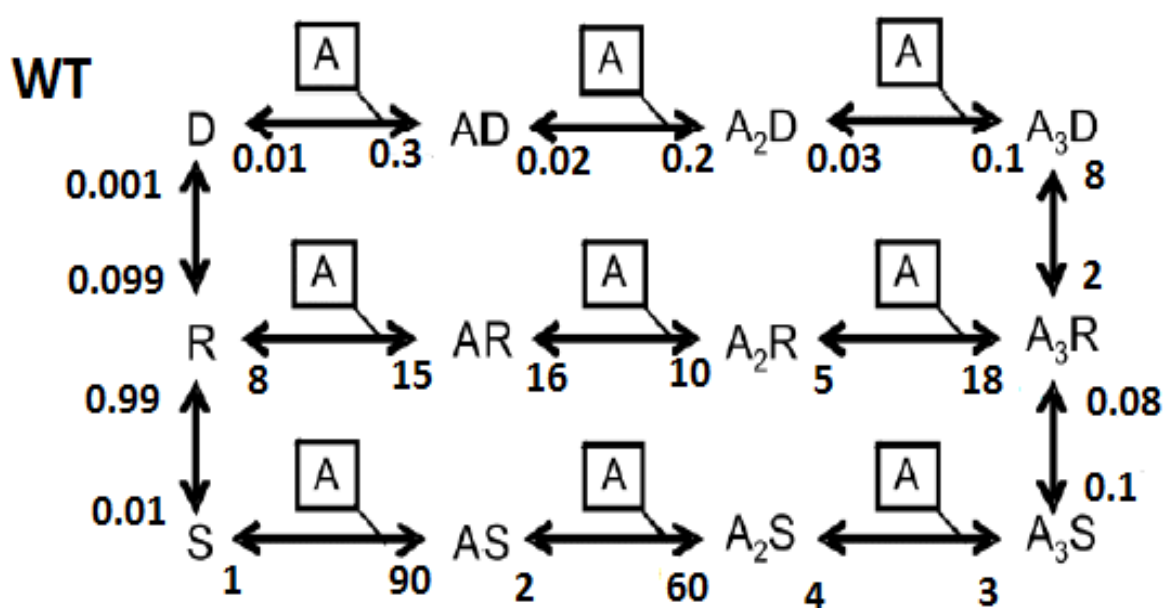 WT
A A A
D AD A₂D A₃D
0.01 0.3 0.02 0.2 0.03 0.1
0.001 8
0.099 2
A A A
R AR A₂R A₃R
8 15 16 10 5 18
0.99 0.08
0.01 0.1
A A A
S AS A₂S A₃S
1 90 2 60 4 3